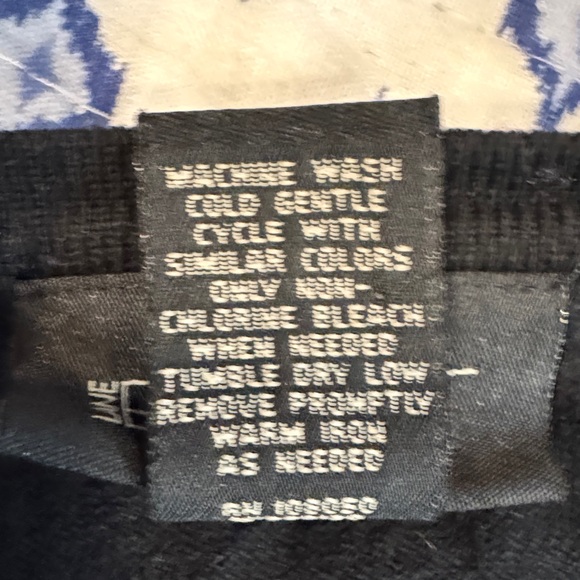 MACHINE WASH
COLD GENTLE
CYCLE WITH
SIMILAR COLORS
ONLY NON-
CHLORINE BLEACH
WHEN NEEDED
TUMBLE DRY LOW
REMOVE PROMPTLY
WARM IRON
AS NEEDED